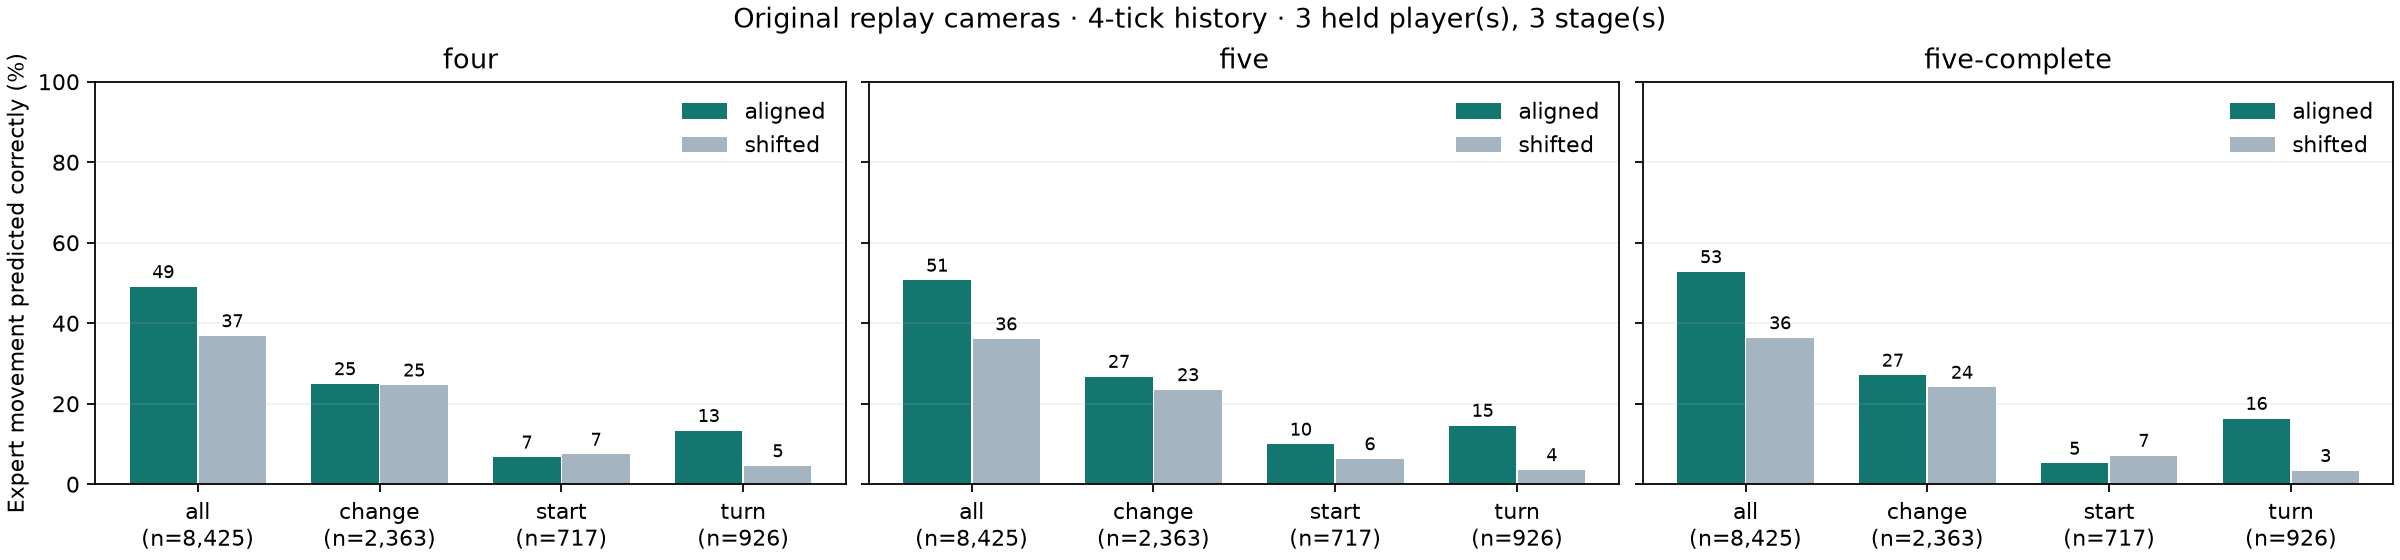 Original replay cameras · 4-tick history · 3 held player(s), 3 stage(s)
Expert movement predicted correctly (%)
four
100
80
60
40
20
0
aligned
shifted
49
37
25
25
7
7
13
5
all
(n=8,425)
change
(n=2,363)
start
(n=717)
turn
(n=926)
five
aligned
shifted
51
36
27
23
10
6
15
4
all
(n=8,425)
change
(n=2,363)
start
(n=717)
turn
(n=926)
five-complete
aligned
shifted
53
36
27
24
5
7
16
3
all
(n=8,425)
change
(n=2,363)
start
(n=717)
turn
(n=926)